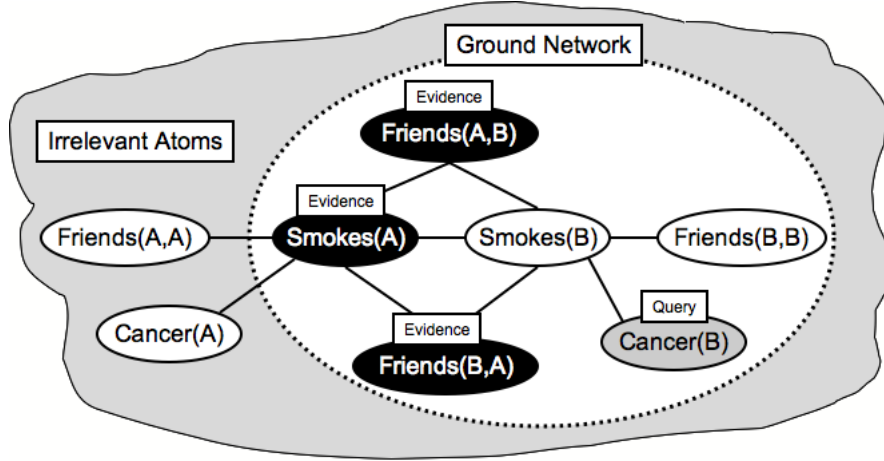 Ground Network
Evidence
Friends(A,B)
Irrelevant Atoms
Evidence
Friends(A,A)
Smokes(A)
Smokes(B)
Friends(B,B)
Query
Cancer(A)
Evidence
Cancer(B)
Friends(B,A)